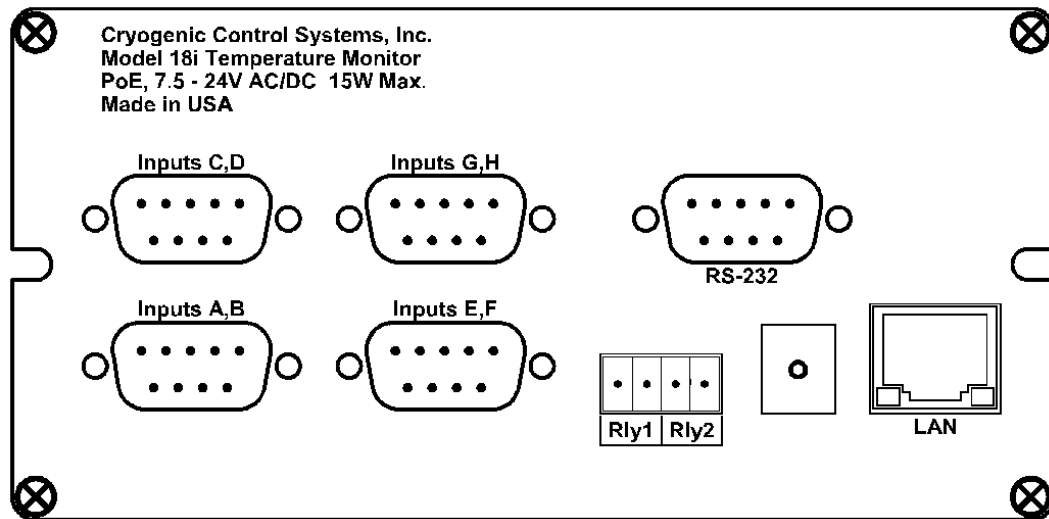 Cryogenic Control Systems, Inc.
Model 18i Temperature Monitor
PoE, 7.5 - 24V AC/DC 15W Max.
Made in USA
Inputs C,D
Inputs G,H
RS-232
Inputs A,B
Inputs E,F
Rly1
Rly2
LAN